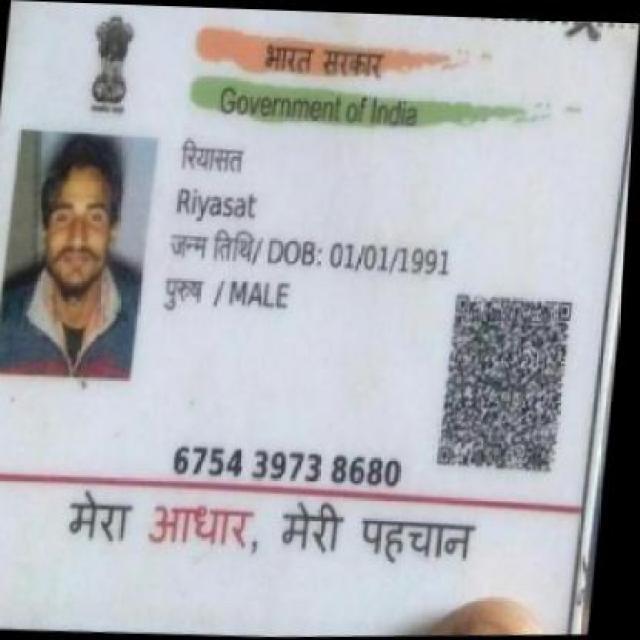 भारत सरकार
Government of India
रियासत
Riyasat
जन्म तिथि/ DOB: 01/01/1991
पुरुष / MALE
6754 3973 8680
मेरा आधार, मेरी पहचान